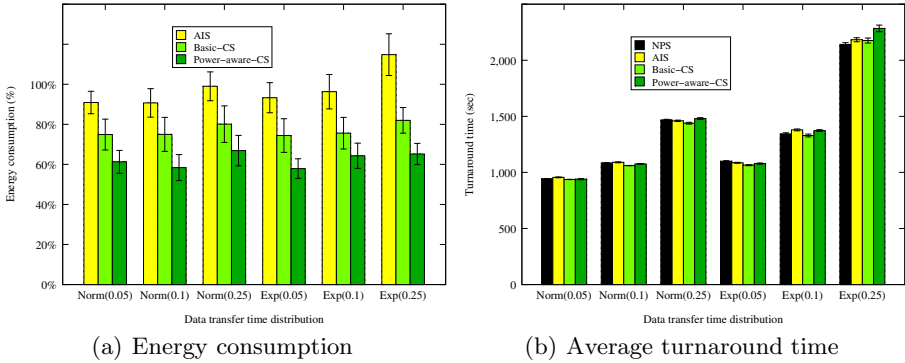 AIS
Basic-CS
Power-aware-CS
Energy consumption (%)
100%
80%
60%
40%
20%
0%
Norm(0.05) Norm(0.1) Norm(0.25) Exp(0.05) Exp(0.1) Exp(0.25)
Data transfer time distribution
(a) Energy consumption
NPS
AIS
Basic-CS
Power-aware-CS
Turnaround time (sec)
2,500
2,000
1,500
1,000
500
0
Norm(0.05) Norm(0.1) Norm(0.25) Exp(0.05) Exp(0.1) Exp(0.25)
Data transfer time distribution
(b) Average turnaround time